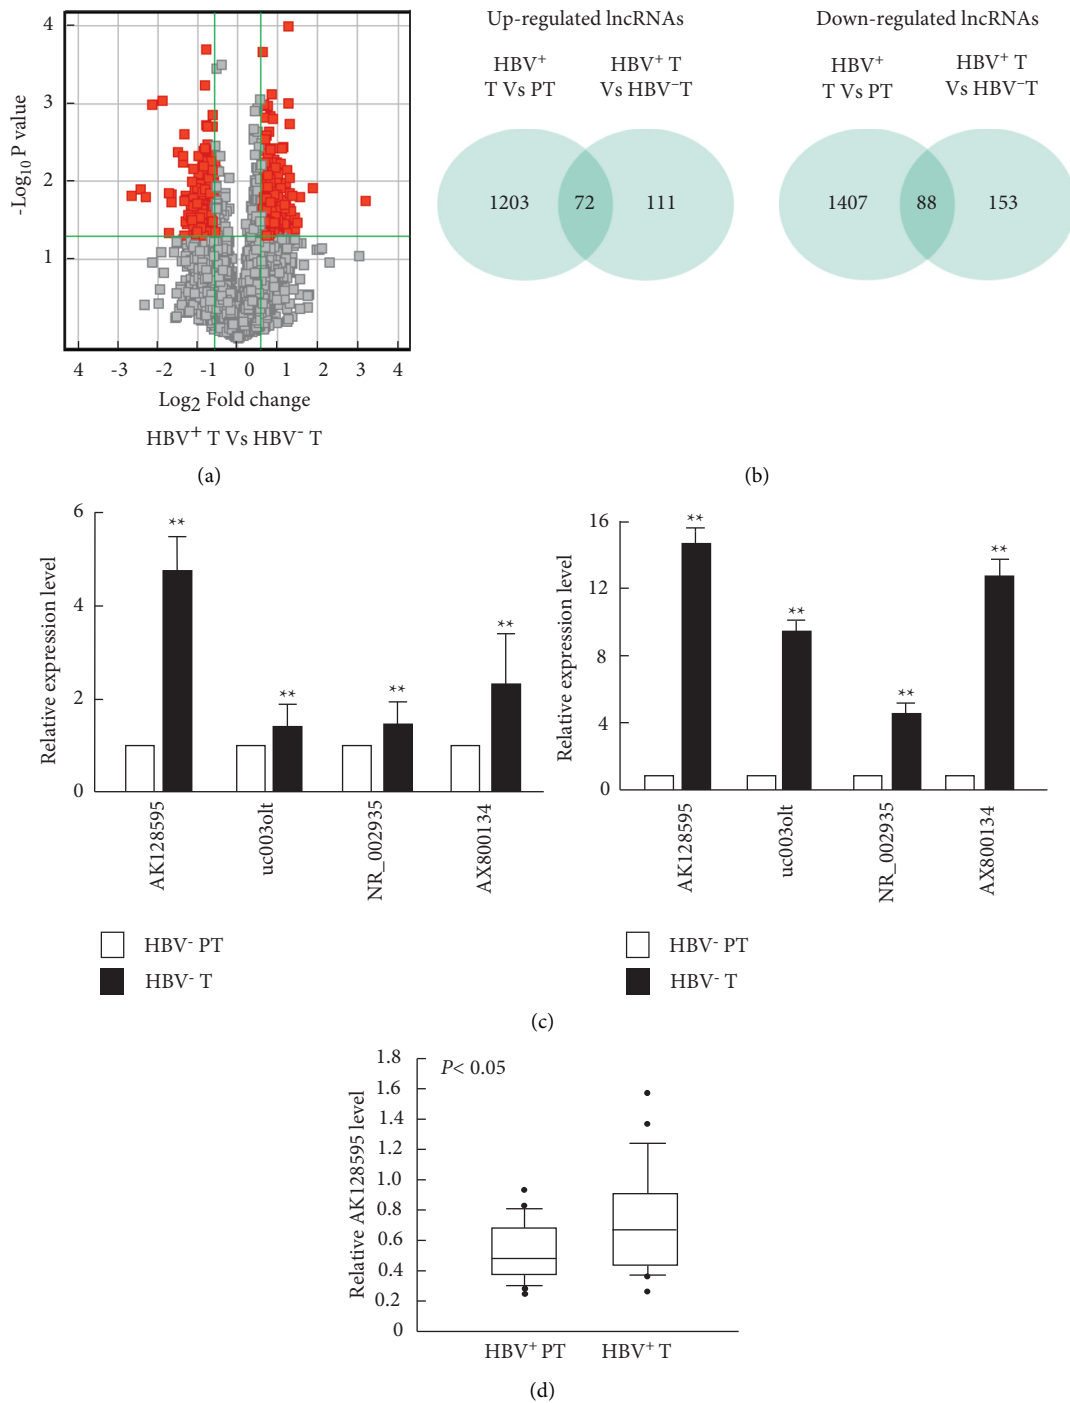 4
3
2
1
-Log10 P value
4 -3 -2 -1 0 1 2 3 4
Log2 Fold change
HBV+ T Vs HBV- T
(a)
Up-regulated lncRNAs
HBV+
T Vs PT
HBV+ T
Vs HBV-T
1203 72 111
Down-regulated lncRNAs
HBV+
T Vs PT
HBV+ T
Vs HBV-T
1407 88 153
(b)
6
4
2
0
Relative expression level
**
**
**
**
AK128595
uc003olt
NR_002935
AX800134
HBV- PT
HBV- T
16
12
8
4
0
Relative expression level
**
**
**
**
AK128595
uc003olt
NR_002935
AX800134
HBV- PT
HBV- T
(c)
1.8
1.6
1.4
1.2
1.0
0.8
0.6
0.4
0.2
0
Relative AK128595 level
P< 0.05
HBV+ PT HBV+ T
(d)